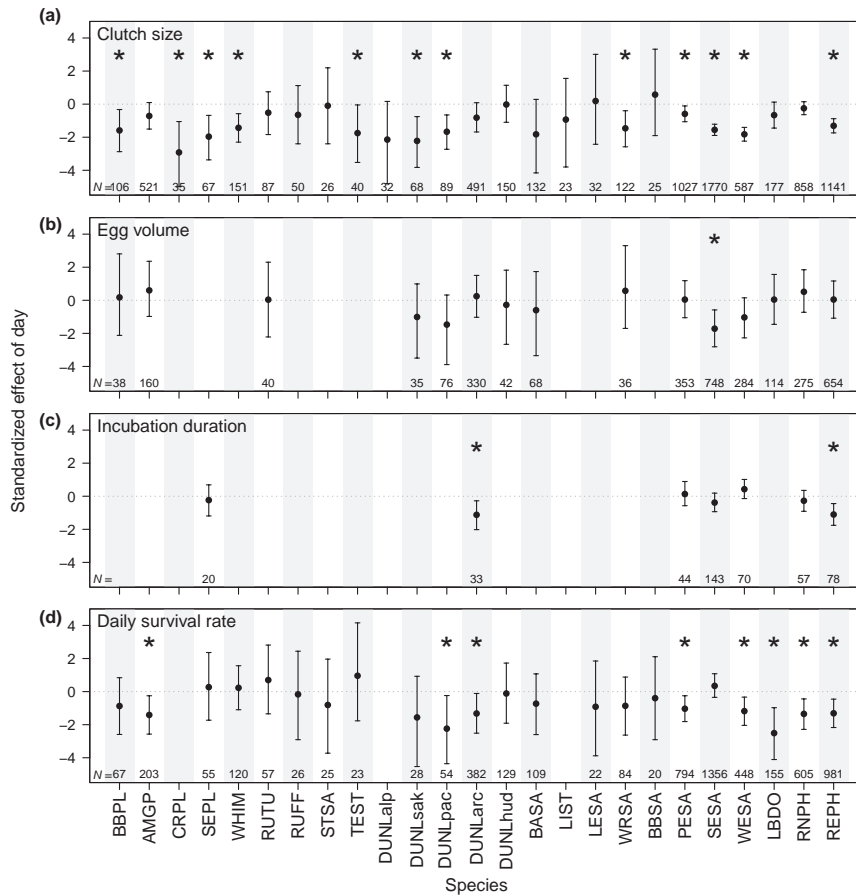 (a)
Clutch size
4
2
0
−2
−4
* * * * * * * * * * * *
N = 106 521 35 67 151 87 50 26 40 32 68 89 491 150 132 23 32 122 25 1027 1770 587 177 858 1141
(b)
Egg volume
4
2
0
−2
−4
*
N = 38 160 40 35 76 330 42 68 36 353 748 284 114 275 654
(c)
Incubation duration
4
2
0
−2
−4
* *
N = 20 33 44 143 70 57 78
(d)
Daily survival rate
4
2
0
−2
−4
* * * * * * * *
N = 67 203 55 120 57 26 25 23 28 54 382 129 109 22 84 20 794 1356 448 155 605 981
BBPL
AMGP
CRPL
SEPL
WHIM
RUTU
RUFF
STSA
TEST
DUNLalp
DUNLsak
DUNLpac
DUNLarc
DUNLhud
BASA
LIST
LESA
WRSA
BBSA
PESA
SESA
WESA
LBDO
RNPH
REPH
Species
Standardized effect of day